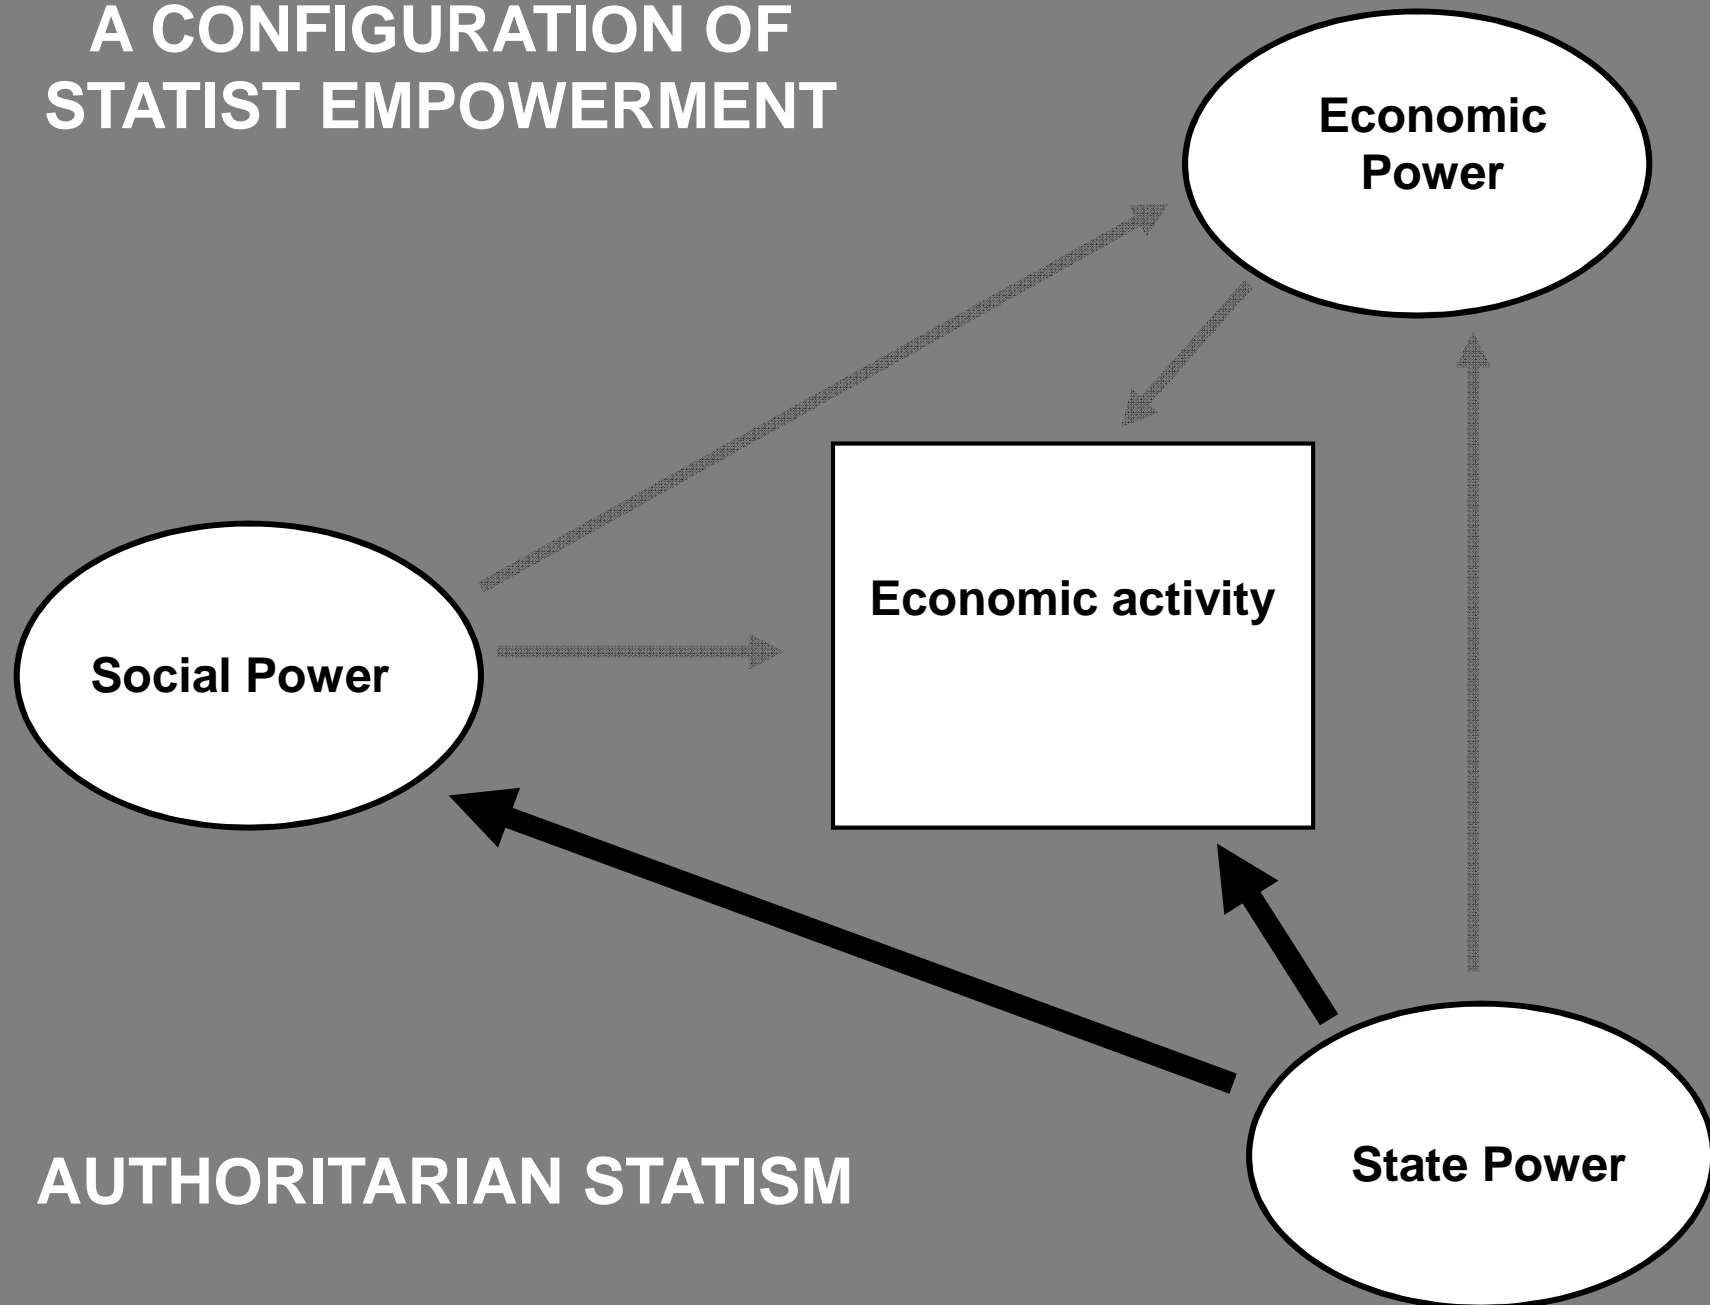 A CONFIGURATION OF
STATIST EMPOWERMENT
Economic
Power
Economic activity
Social Power
State Power
AUTHORITARIAN STATISM